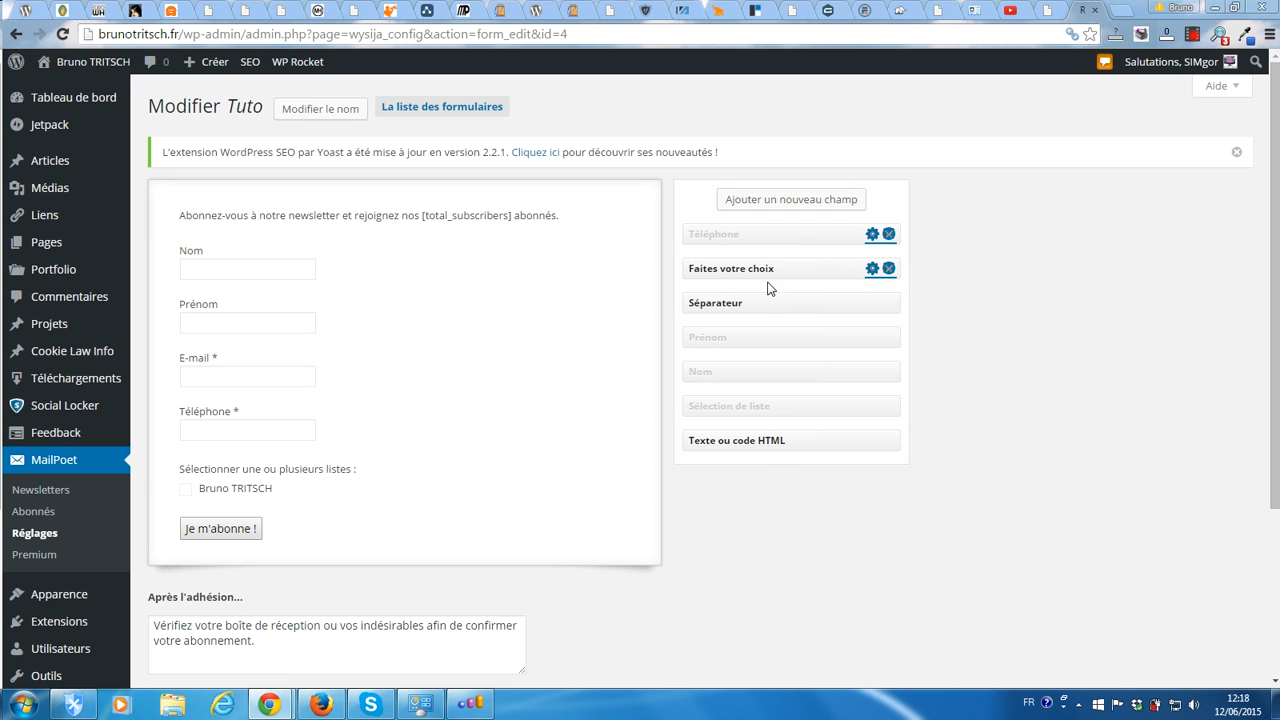 Bruno
brunotritsch.fr/wp-admin/admin.php?page=wysija_config&action=form_edit&id=4
Bruno TRITSCH
0
Créer
SEO
WP Rocket
Salutations, SIMgor
Tableau de bord
Jetpack
Articles
Médias
Liens
Pages
Portfolio
Commentaires
Projets
Cookie Law Info
Téléchargements
Social Locker
Feedback
MailPoet
Newsletters
Abonnés
Réglages
Premium
Apparence
Extensions
Utilisateurs
Outils
Aide
Modifier Tuto
Modifier le nom
La liste des formulaires
L'extension WordPress SEO par Yoast a été mise à jour en version 2.2.1. Cliquez ici pour découvrir ses nouveautés !
Abonnez-vous à notre newsletter et rejoignez nos [total_subscribers] abonnés.
Nom
Prénom
E-mail *
Téléphone *
Sélectionner une ou plusieurs listes :
Bruno TRITSCH
Je m'abonne !
Ajouter un nouveau champ
Téléphone
Faites votre choix
Séparateur
Prénom
Nom
Sélection de liste
Texte ou code HTML
Après l'adhésion...
Vérifiez votre boîte de réception ou vos indésirables afin de confirmer
votre abonnement.
FR
12:18
12/06/2015